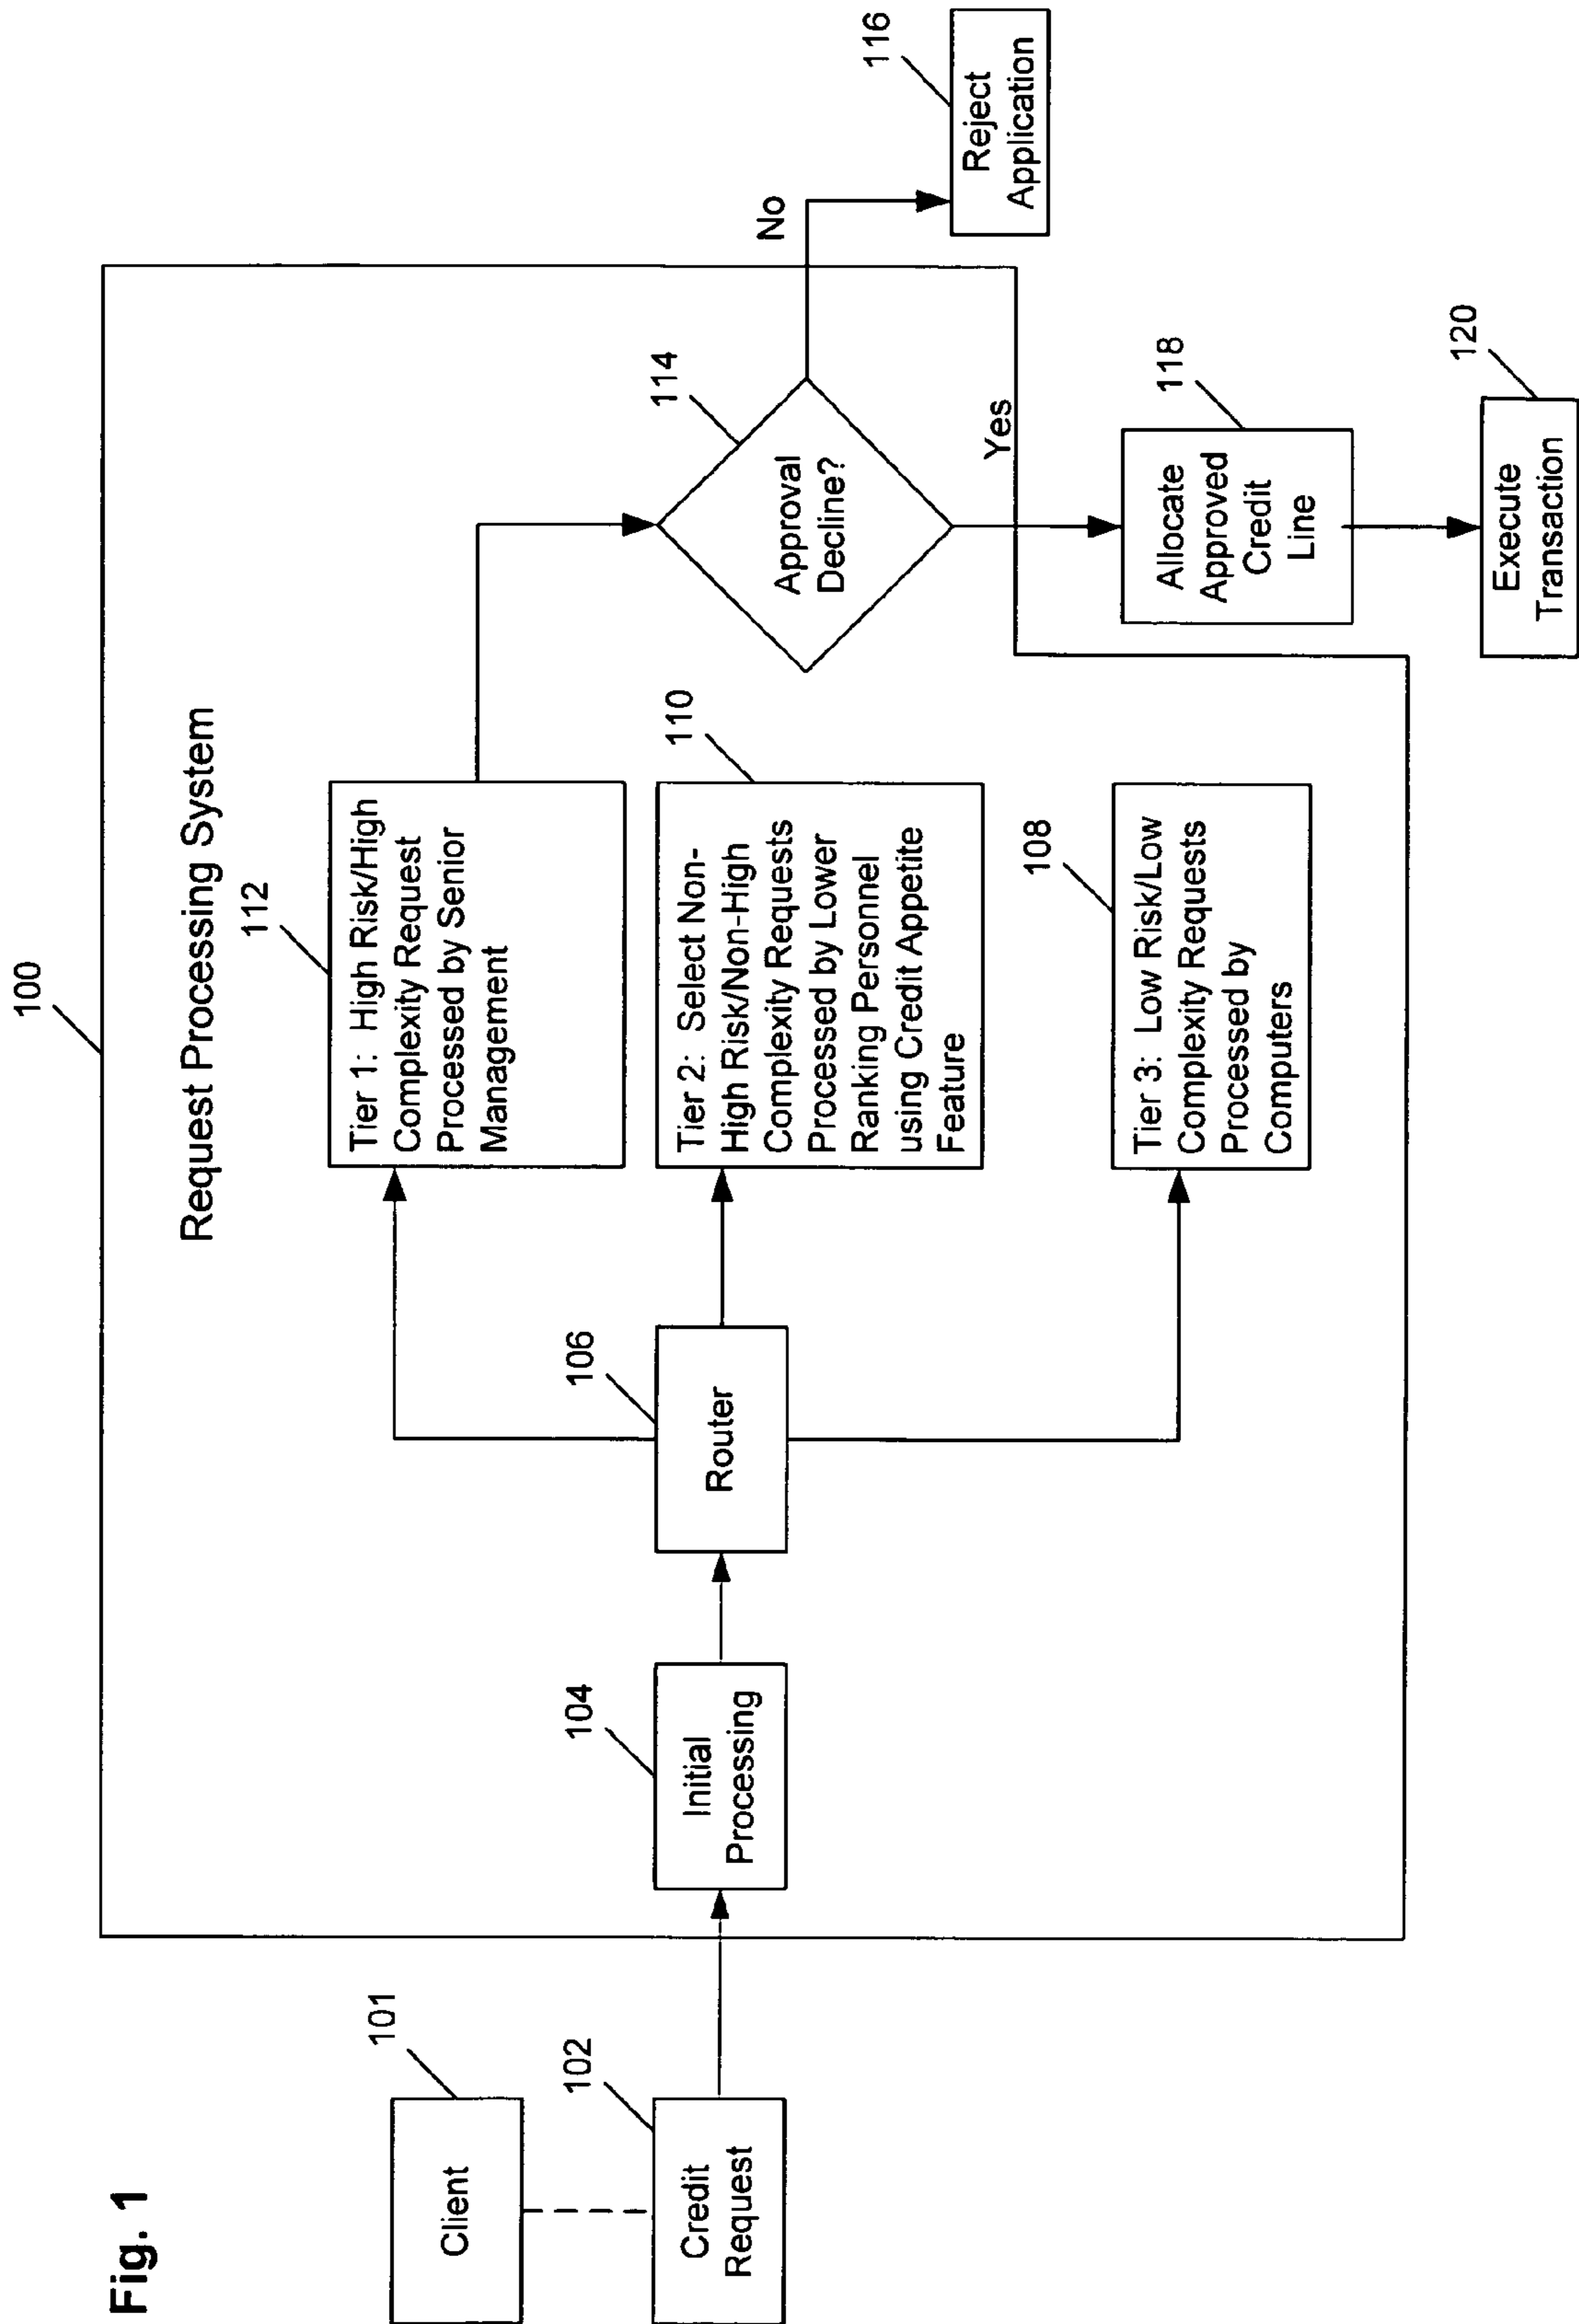 Fig. 1
100
Request Processing System
Client
101
Credit
Request
102
Initial
Processing
104
Router
106
112
Tier 1: High Risk/High
Complexity Request
Processed by Senior
Management
110
Tier 2: Select Non-
High Risk/Non-High
Complexity Requests
Processed by Lower
Ranking Personnel
using Credit Appetite
Feature
108
Tier 3: Low Risk/Low
Complexity Requests
Processed by
Computers
114
Approval
Decline?
No
Yes
116
Reject
Application
118
Allocate
Approved
Credit
Line
120
Execute
Transaction